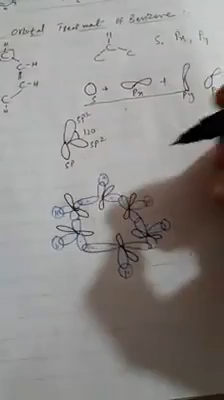 Orbital Treatment of Benzene:
H
C
H
C
C
S, Px, Py
C-H
C-H
C
H
S + Px + Py
sp²
120
sp²
sp
H
H
H
H
H
H